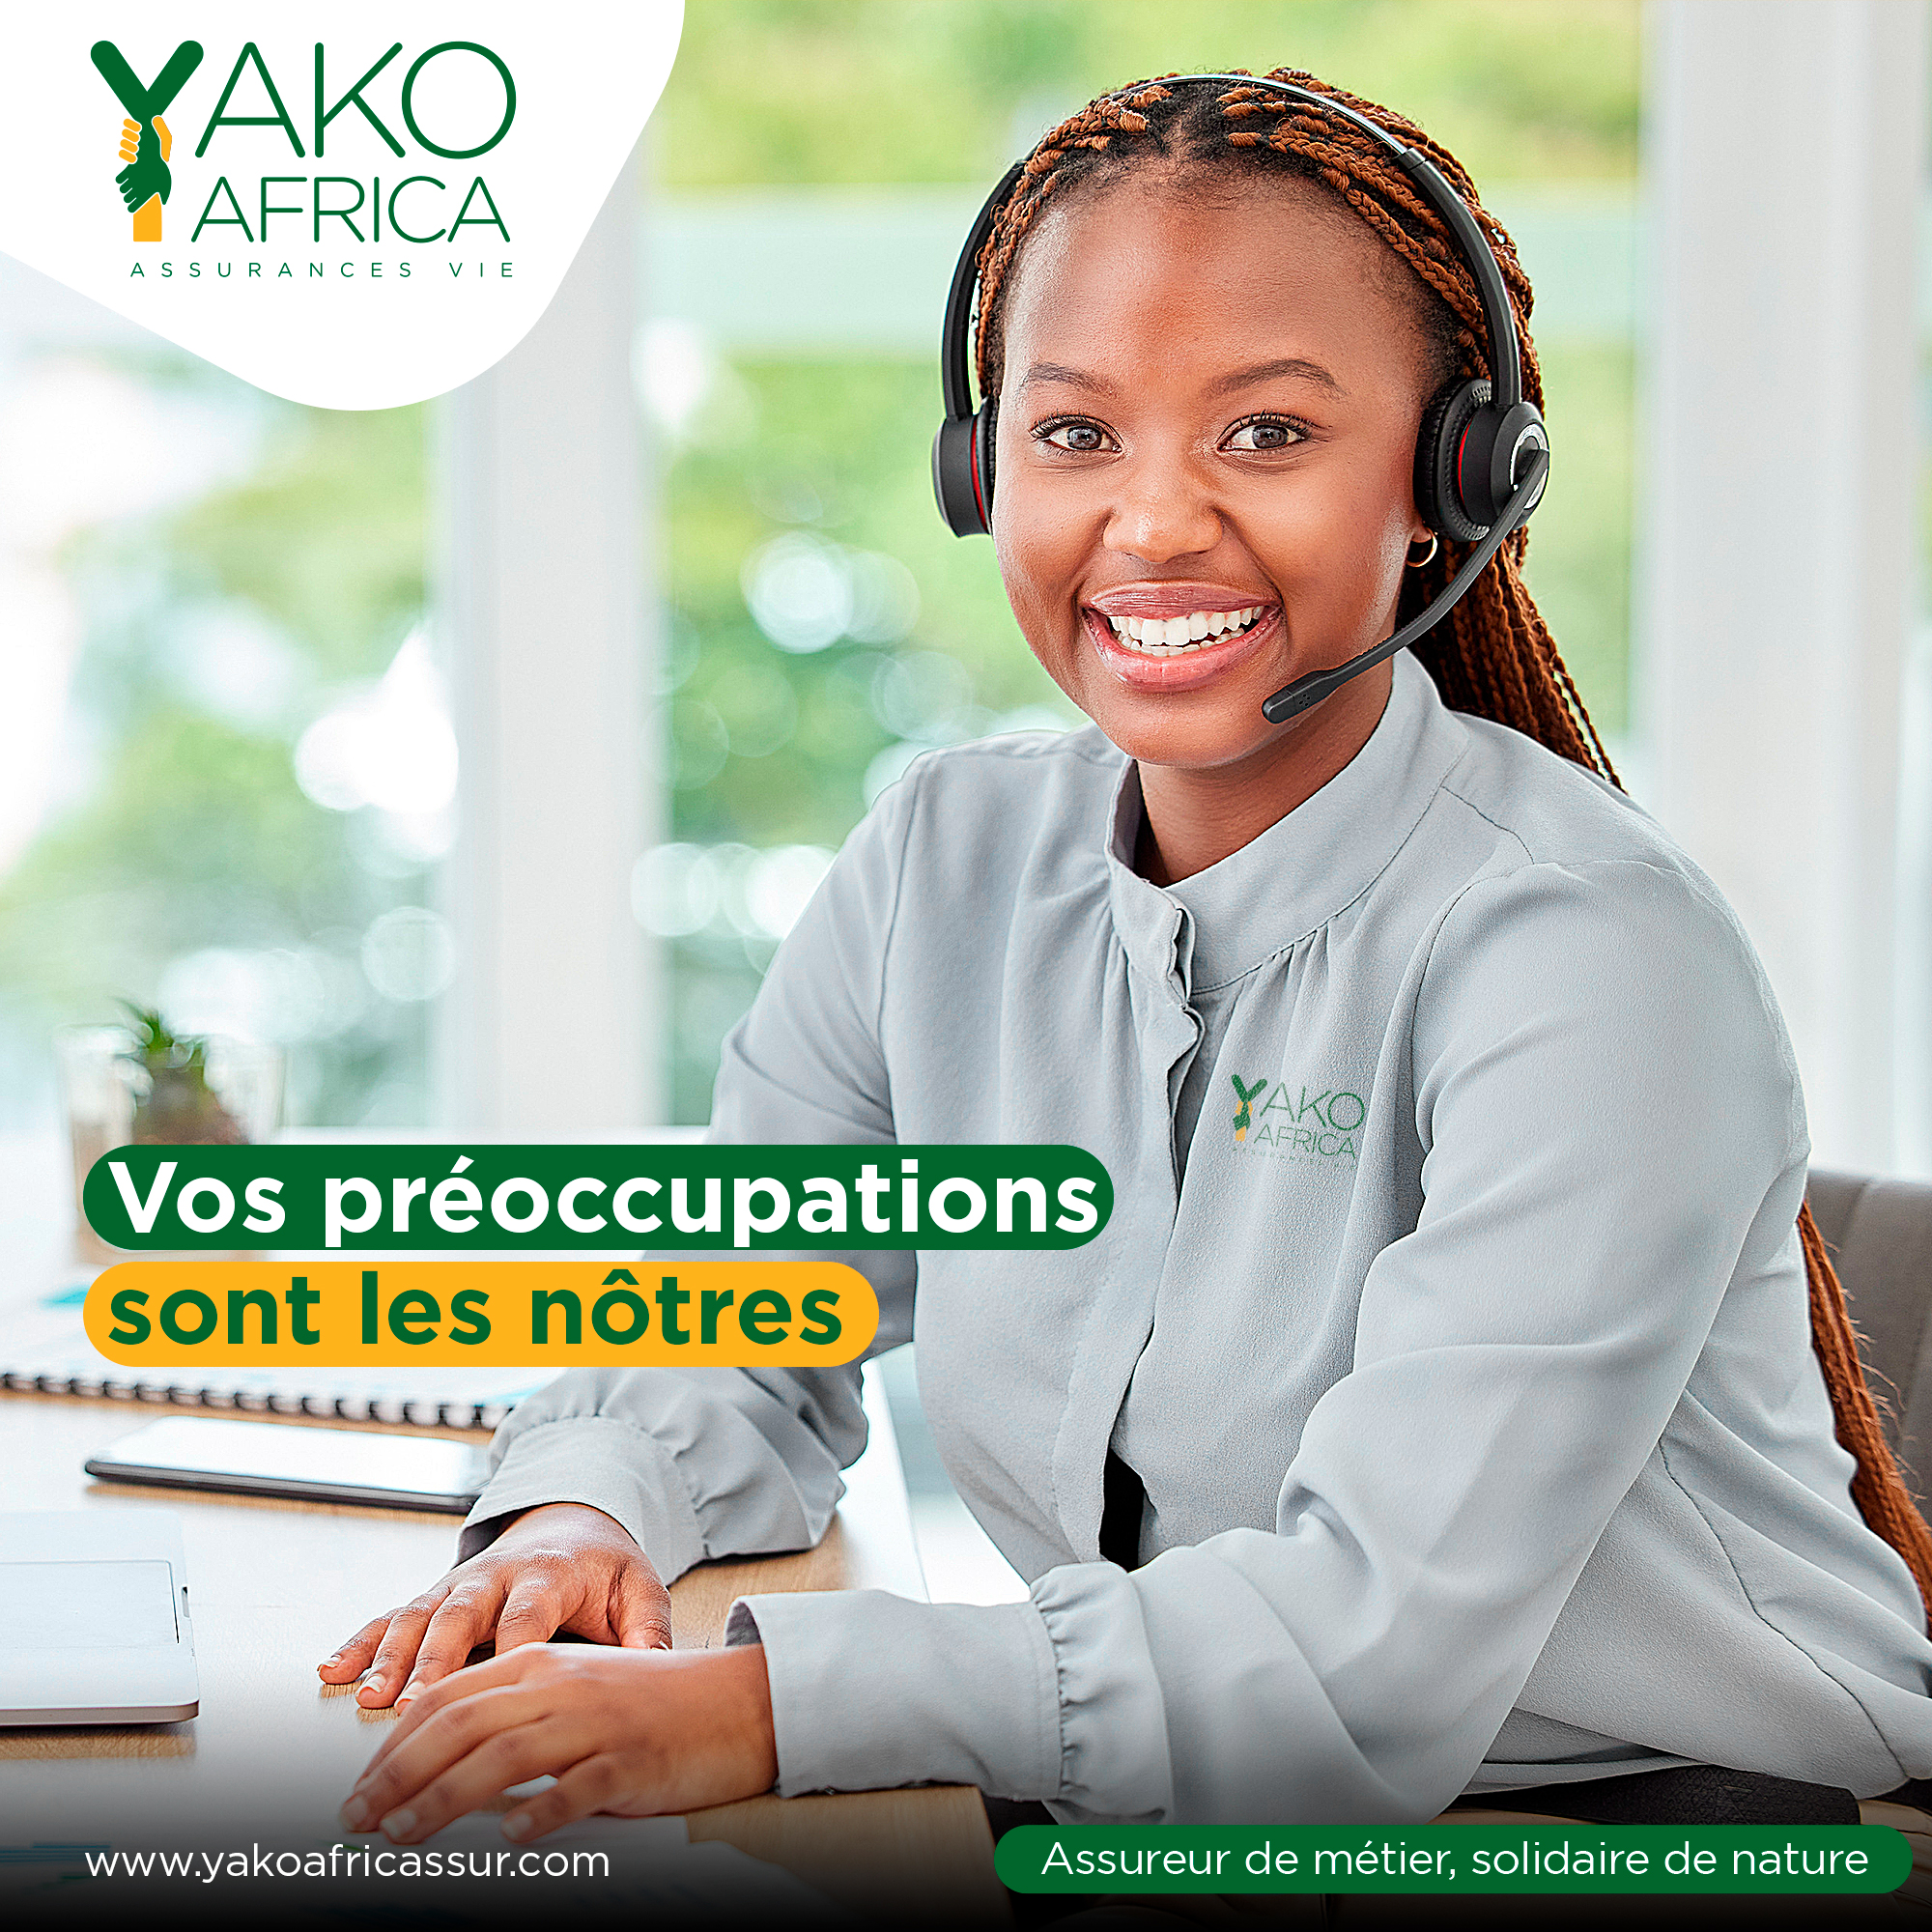 YAKO
AFRICA
ASSURANCES VIE
YAKO
AFRICA
Vos préoccupations
sont les nôtres
www.yakoafricassur.com
Assureur de métier, solidaire de nature